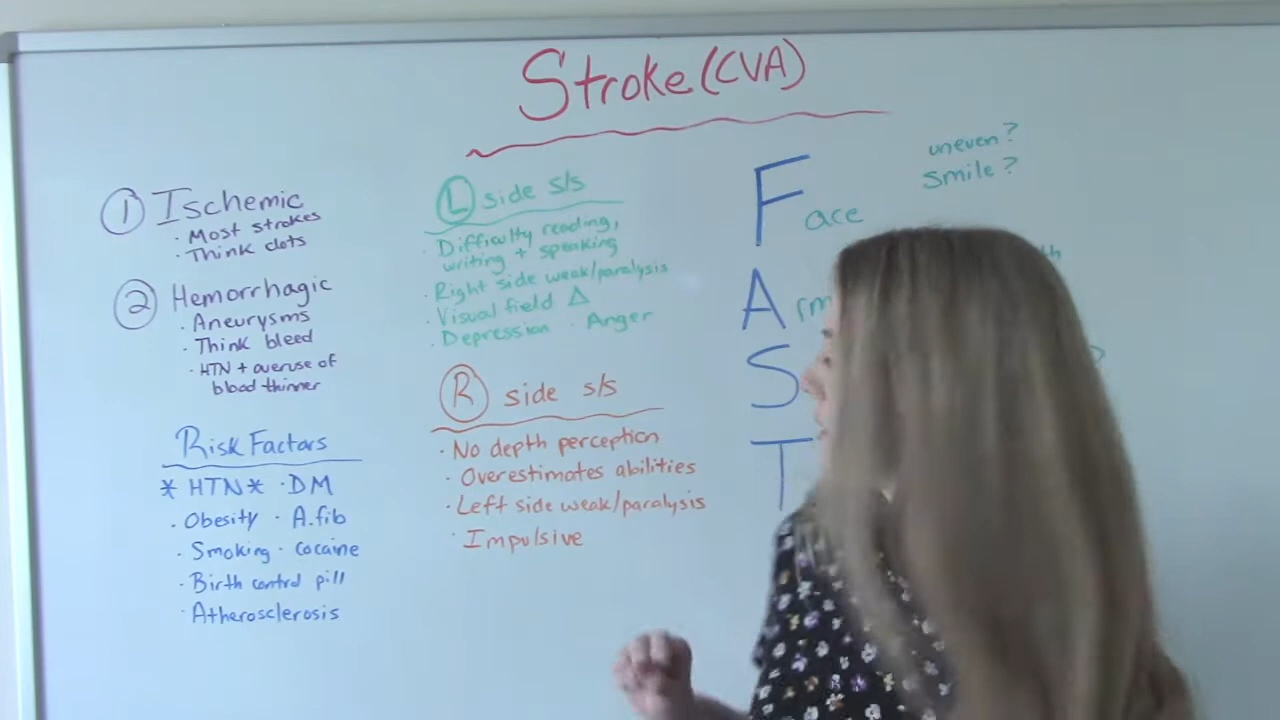 Stroke (CVA)
① Ischemic
· Most strokes
· Think clots
② Hemorrhagic
· Aneurysms
· Think bleed
· HTN + overuse of
blood thinner
Risk Factors
* HTN * · DM
· Obesity · A.fib
· Smoking · Cocaine
· Birth control pill
· Atherosclerosis
Ⓛ side s/s
· Difficulty reading,
writing + speaking
· Right side weak/paralysis
· Visual field Δ
· Depression · Anger
Ⓡ side s/s
· No depth perception
· Overestimates abilities
· Left side weak/paralysis
· Impulsive
uneven?
smile?
Face
A
S
T